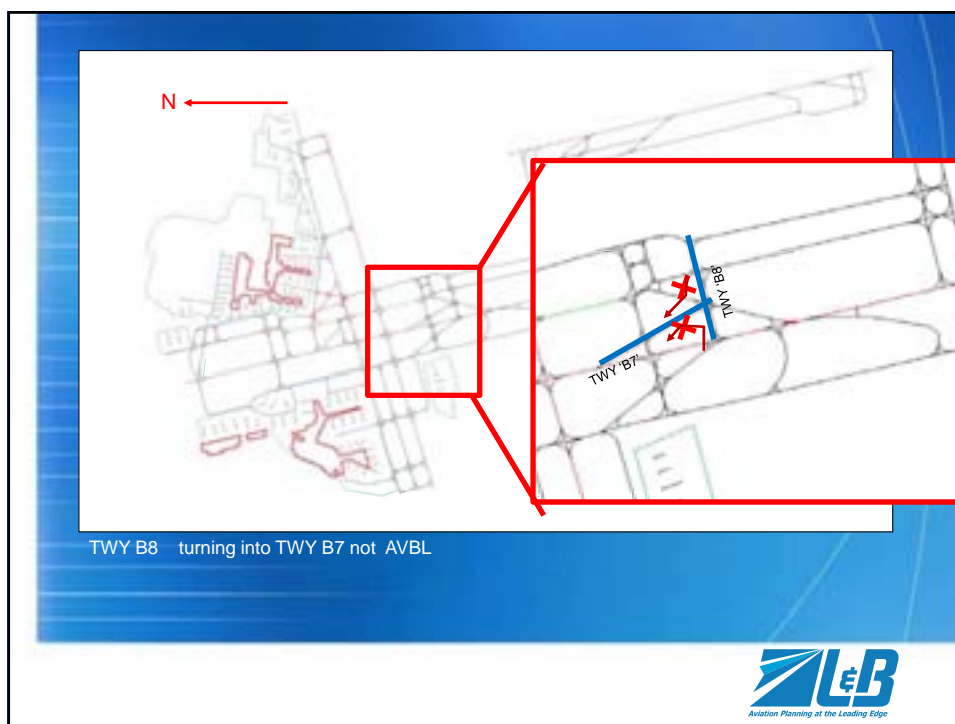 N
TWY 'B8'
TWY 'B7'
TWY B8 turning into TWY B7 not AVBL
L&B
Aviation Planning at the Leading Edge